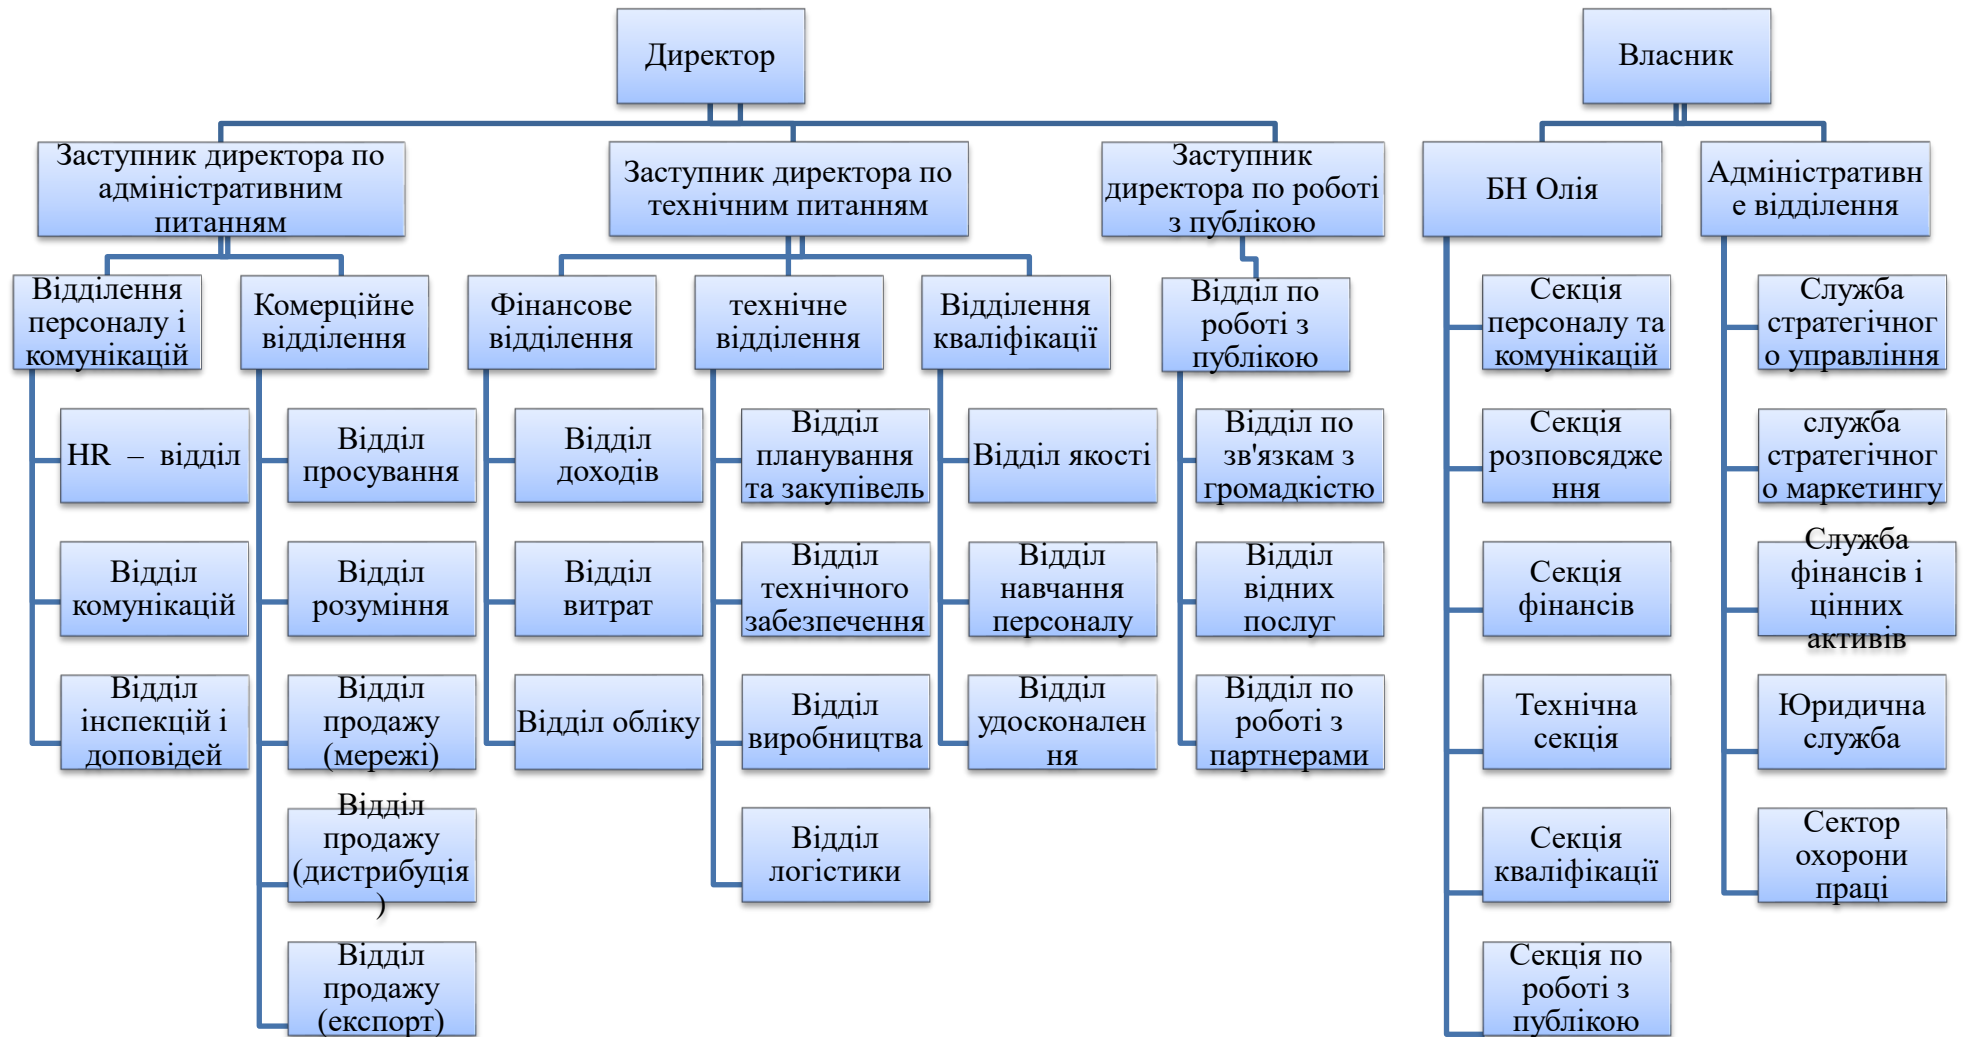 Директор
Власник
Заступник директора по
адміністративним
питанням
Заступник директора по
технічним питанням
Заступник
директора по роботі
з публікою
БН Олія
Адміністративн
е відділення
Відділення
персоналу і
комунікацій
Комерційне
відділення
Фінансове
відділення
технічне
відділення
Відділення
кваліфікації
Відділ по
роботі з
публікою
Секція
персоналу та
комунікацій
Служба
стратегічног
о управління
HR – відділ
Відділ
просування
Відділ
доходів
Відділ
планування
та закупівель
Відділ якості
Відділ по
зв'язкам з
громадкістю
Секція
розповсядже
ння
служба
стратегічног
о маркетингу
Відділ
комунікацій
Відділ
розуміння
Відділ
витрат
Відділ
технічного
забезпечення
Відділ
навчання
персоналу
Відділ
відних
послуг
Секція
фінансів
Служба
фінансів і
цінних
активів
Відділ
інспекцій і
доповідей
Відділ
продажу
(мережі)
Відділ обліку
Відділ
виробництва
Відділ
удосконален
ня
Відділ по
роботі з
партнерами
Технічна
секція
Юридична
служба
Відділ
продажу
(дистрибуція
)
Відділ
логістики
Секція
кваліфікації
Сектор
охорони
праці
Відділ
продажу
(експорт)
Секція по
роботі з
публікою